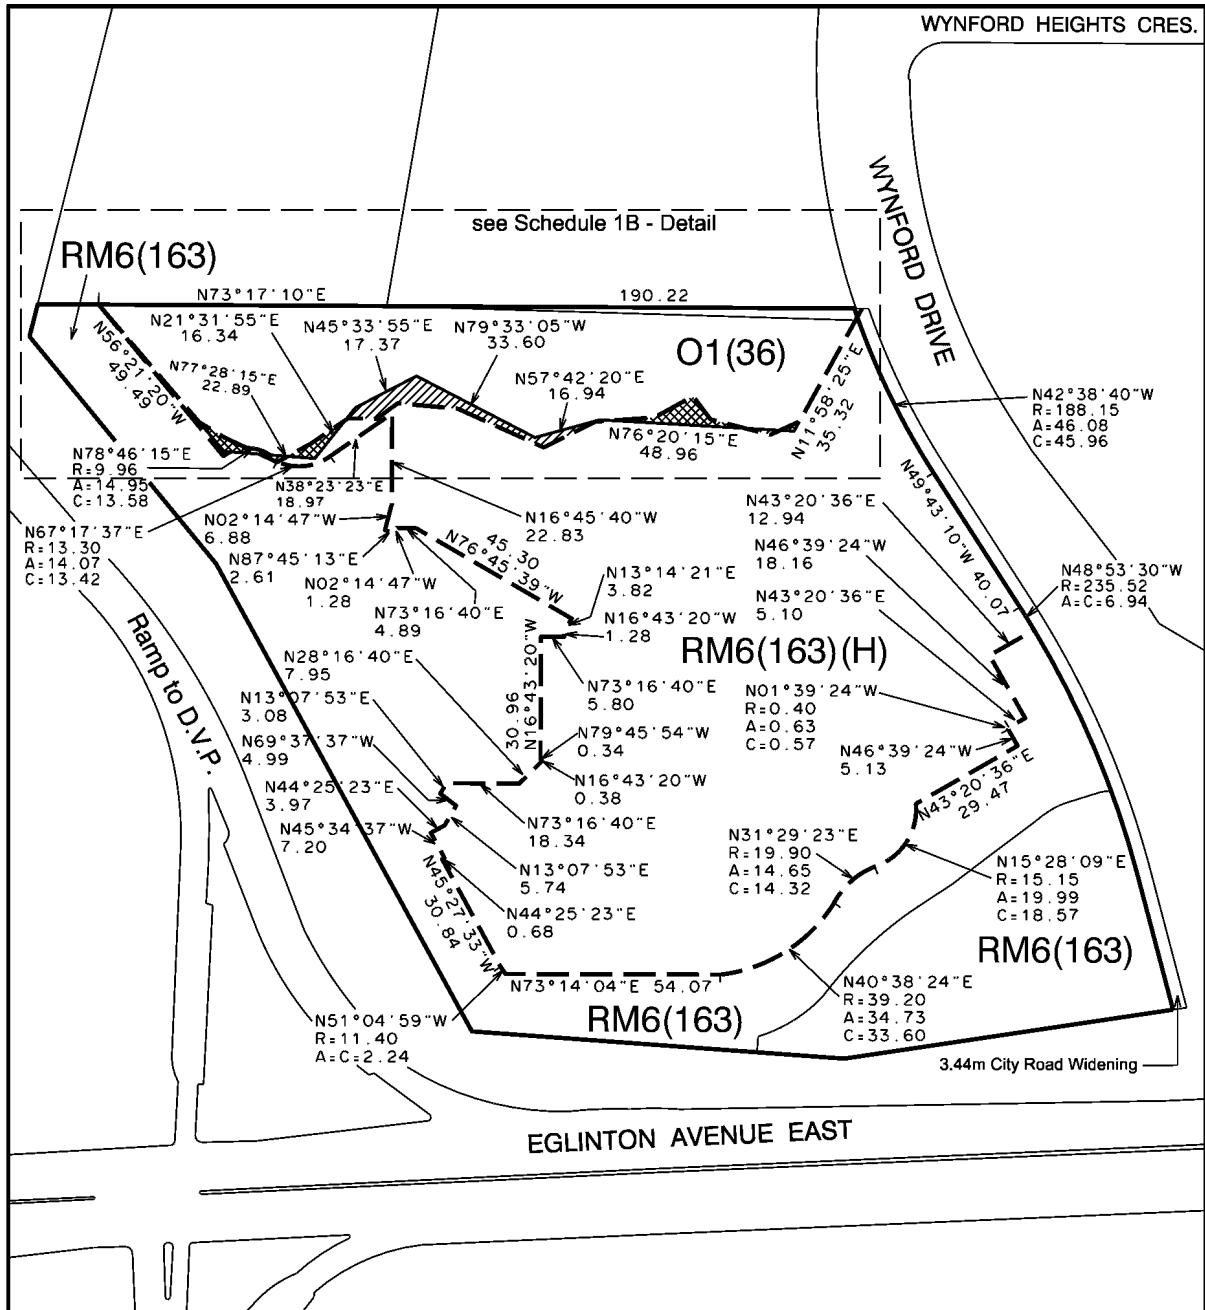 WYNFORD HEIGHTS CRES.
WYNFORD DRIVE
see Schedule 1B - Detail
RM6(163)
N73°17'10"E
190.22
N21°31'55"E
16.34
N45°33'55"E
17.37
N79°33'05"W
33.60
O1(36)
N56°21'20"W
49.49
N77°28'15"E
22.89
N57°42'20"E
16.94
N11°58'25"E
35.32
N42°38'40"W
R=188.15
A=46.08
C=45.96
N76°20'15"E
48.96
N78°46'15"E
R=9.96
A=14.95
C=13.58
N38°23'23"E
18.97
N49°43'10"W 40.07
N43°20'36"E
12.94
N67°17'37"E
R=13.30
A=14.07
C=13.42
N02°14'47"W
6.88
N16°45'40"W
22.83
N46°39'24"W
18.16
N87°45'13"E
2.61
45.30
N76°45'39"W
N02°14'47"W
1.28
N13°14'21"E
3.82
N43°20'36"E
5.10
N48°53'30"W
R=235.52
A=C=6.94
N73°16'40"E
4.89
N16°43'20"W
1.28
Ramp to D.V.P.
N28°16'40"E
7.95
30.96
N16°43'20"W
RM6(163)(H)
N13°07'53"E
3.08
N73°16'40"E
5.80
N01°39'24"W
R=0.40
A=0.63
C=0.57
N69°37'37"W
4.99
N79°45'54"W
0.34
N46°39'24"W
5.13
N44°25'23"E
3.97
N16°43'20"W
0.38
N43°20'36"E
29.47
N45°34'37"W
7.20
N73°16'40"E
18.34
N31°29'23"E
R=19.90
A=14.65
C=14.32
N15°28'09"E
R=15.15
A=19.99
C=18.57
N13°07'53"E
5.74
N45°27'33"W
30.84
N44°25'23"E
0.68
RM6(163)
N73°14'04"E 54.07
N40°38'24"E
R=39.20
A=34.73
C=33.60
N51°04'59"W
R=11.40
A=C=2.24
RM6(163)
3.44m City Road Widening
EGLINTON AVENUE EAST